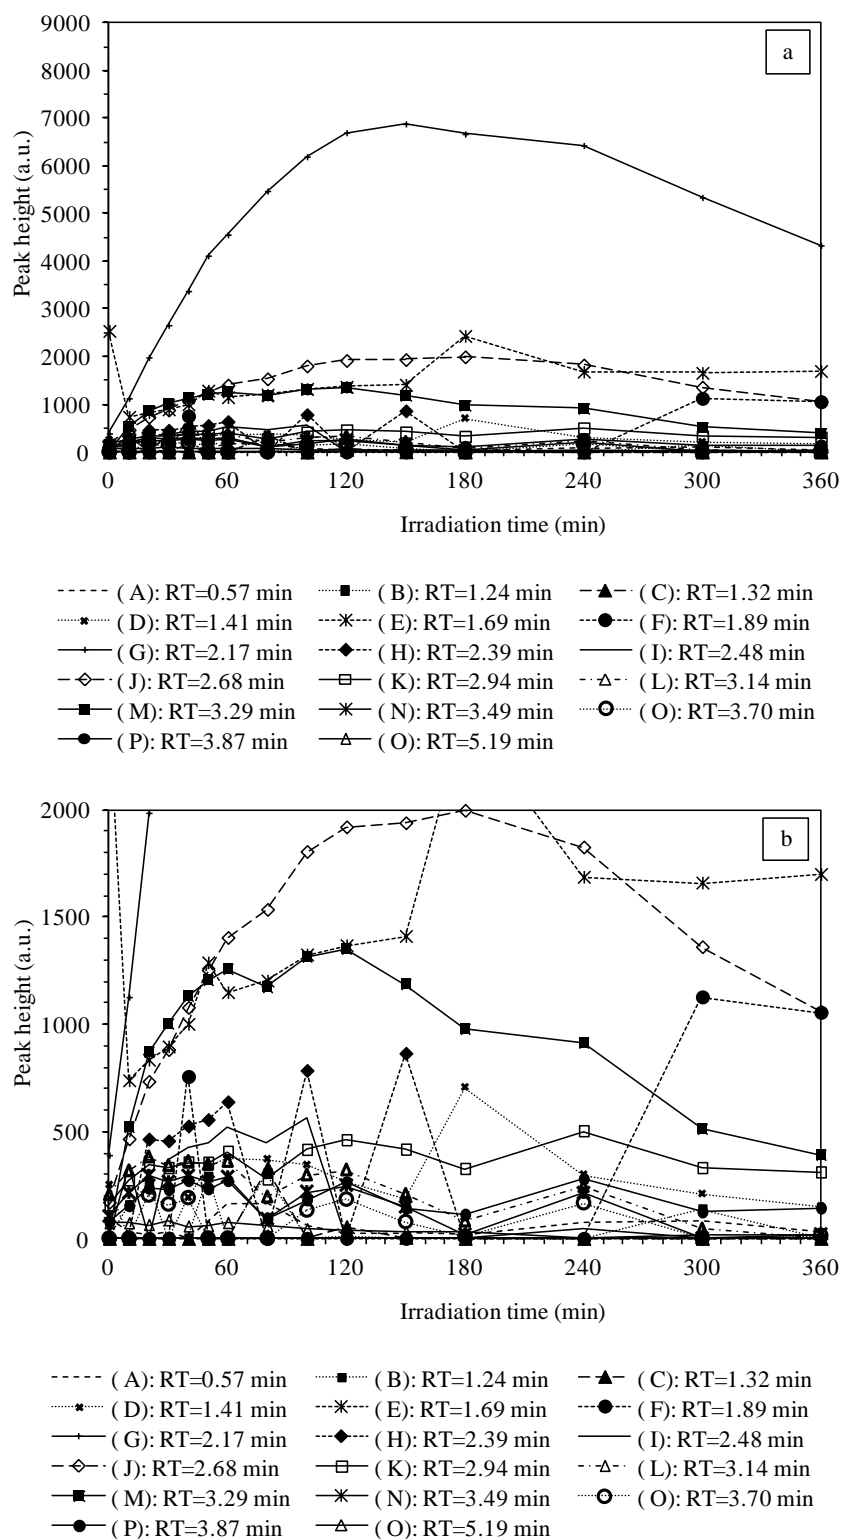 9000
a
8000
7000
6000
5000
4000
3000
2000
1000
0
Peak height (a.u.)
0 60 120 180 240 300 360
Irradiation time (min)
( A): RT=0.57 min ( B): RT=1.24 min ( C): RT=1.32 min
( D): RT=1.41 min ( E): RT=1.69 min ( F): RT=1.89 min
( G): RT=2.17 min ( H): RT=2.39 min ( I): RT=2.48 min
( J): RT=2.68 min ( K): RT=2.94 min ( L): RT=3.14 min
( M): RT=3.29 min ( N): RT=3.49 min ( O): RT=3.70 min
( P): RT=3.87 min ( O): RT=5.19 min
2000
b
1500
1000
500
0
Peak height (a.u.)
0 60 120 180 240 300 360
Irradiation time (min)
( A): RT=0.57 min ( B): RT=1.24 min ( C): RT=1.32 min
( D): RT=1.41 min ( E): RT=1.69 min ( F): RT=1.89 min
( G): RT=2.17 min ( H): RT=2.39 min ( I): RT=2.48 min
( J): RT=2.68 min ( K): RT=2.94 min ( L): RT=3.14 min
( M): RT=3.29 min ( N): RT=3.49 min ( O): RT=3.70 min
( P): RT=3.87 min ( O): RT=5.19 min